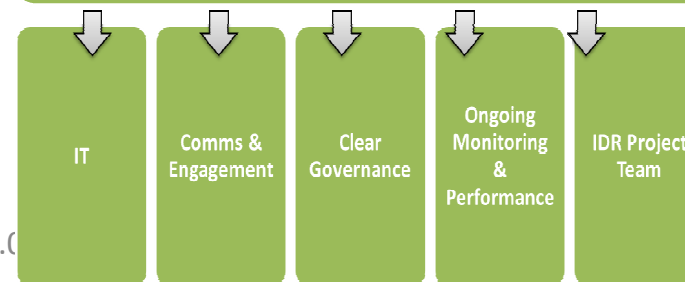 IT
Comms &
Engagement
Clear
Governance
Ongoing
Monitoring
&
Performance
IDR Project
Team